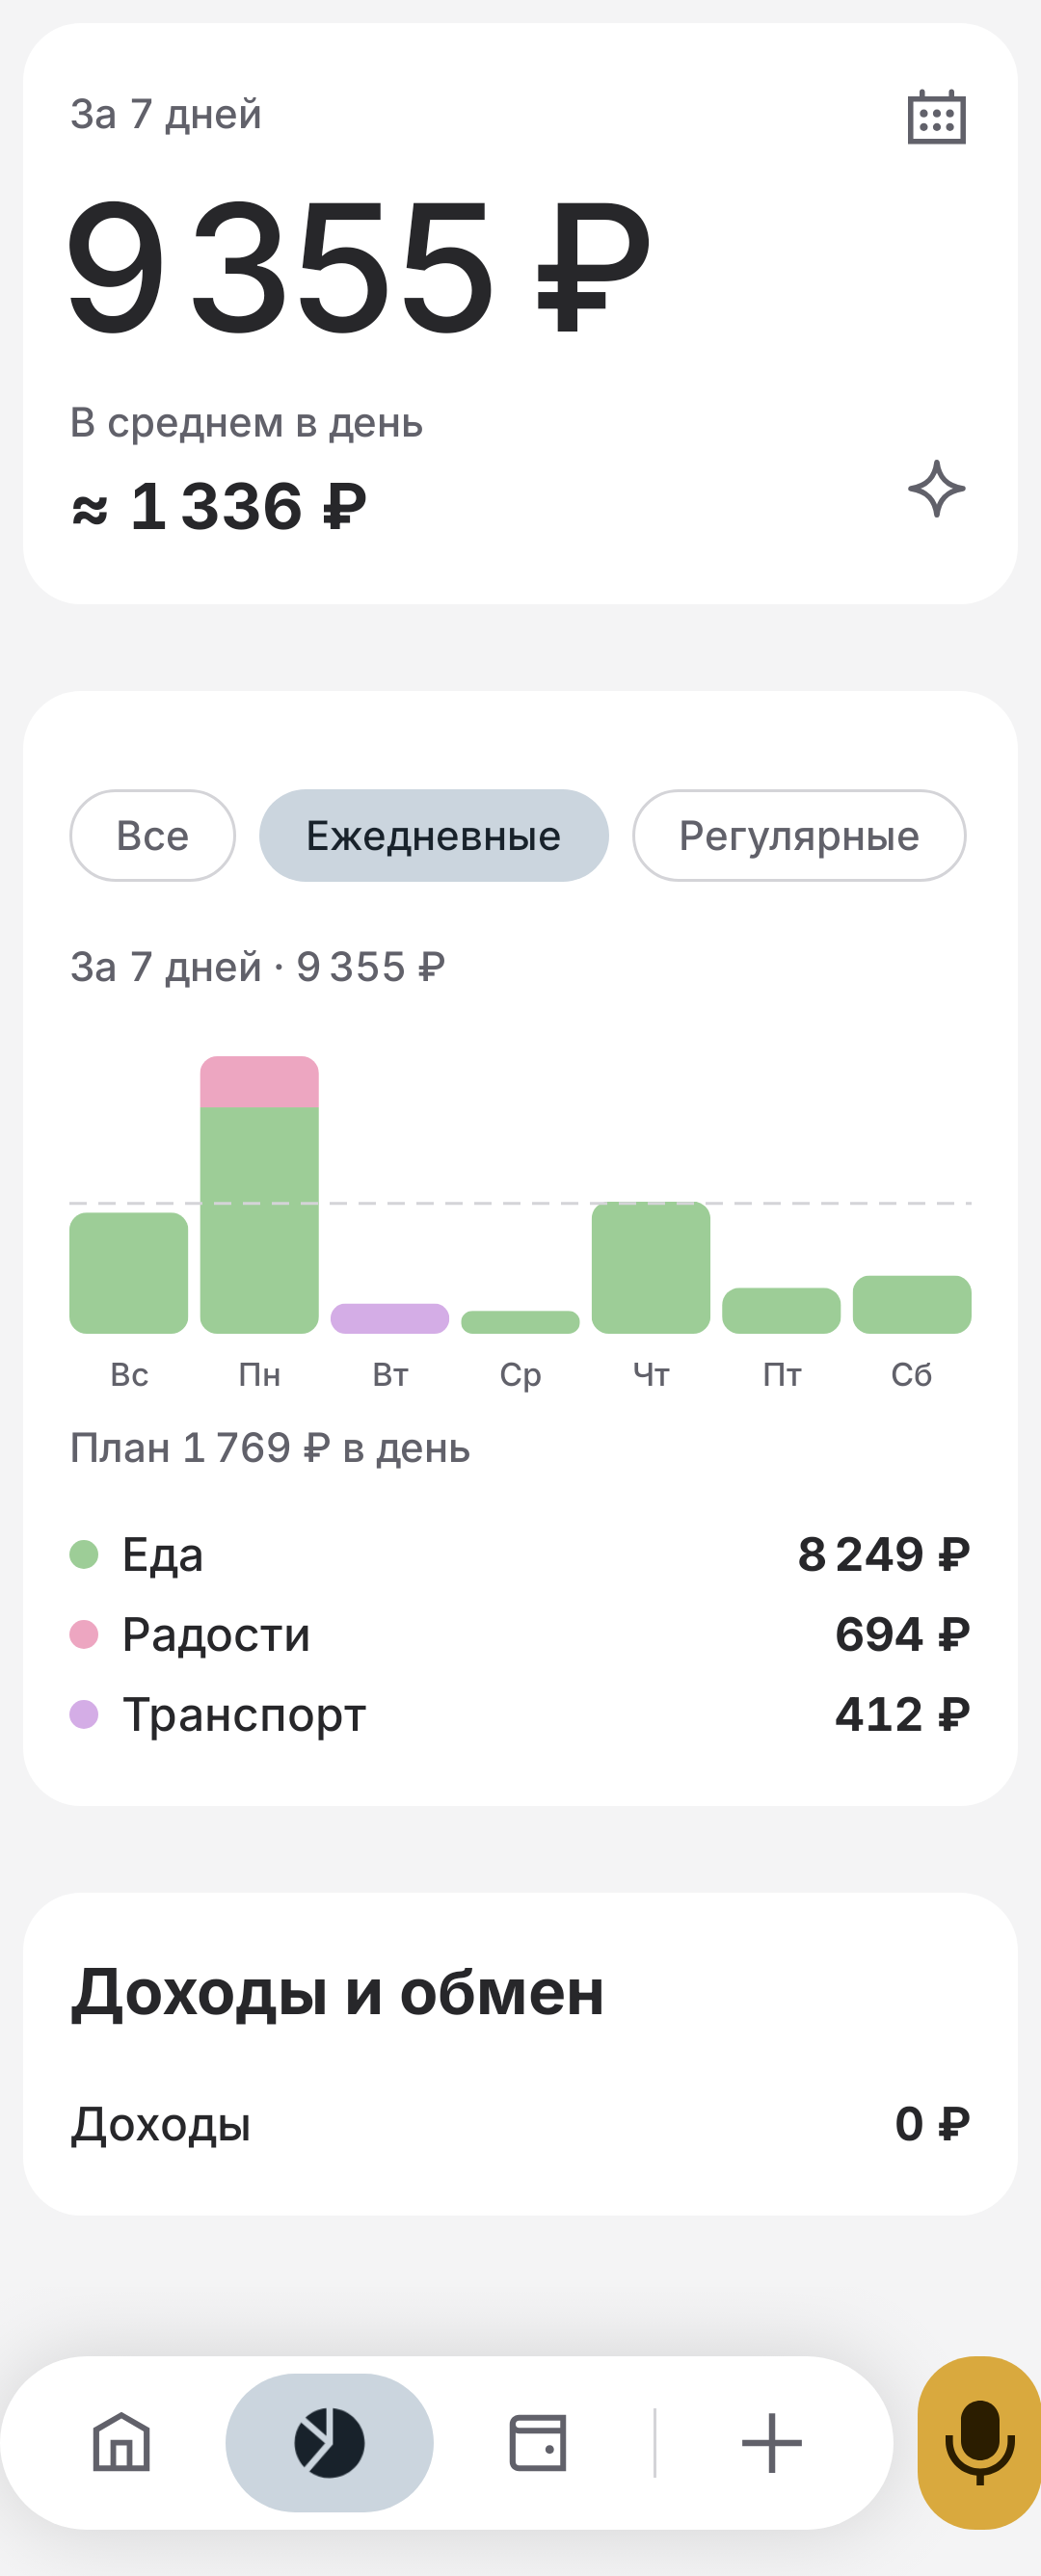 За 7 дней
9 355 ₽
В среднем в день
≈ 1 336 ₽
Все Ежедневные Регулярные
За 7 дней · 9 355 ₽
Вс Пн Вт Ср Чт Пт Сб
План 1 769 ₽ в день
Еда 8 249 ₽
Радости 694 ₽
Транспорт 412 ₽
Доходы и обмен
Доходы 0 ₽